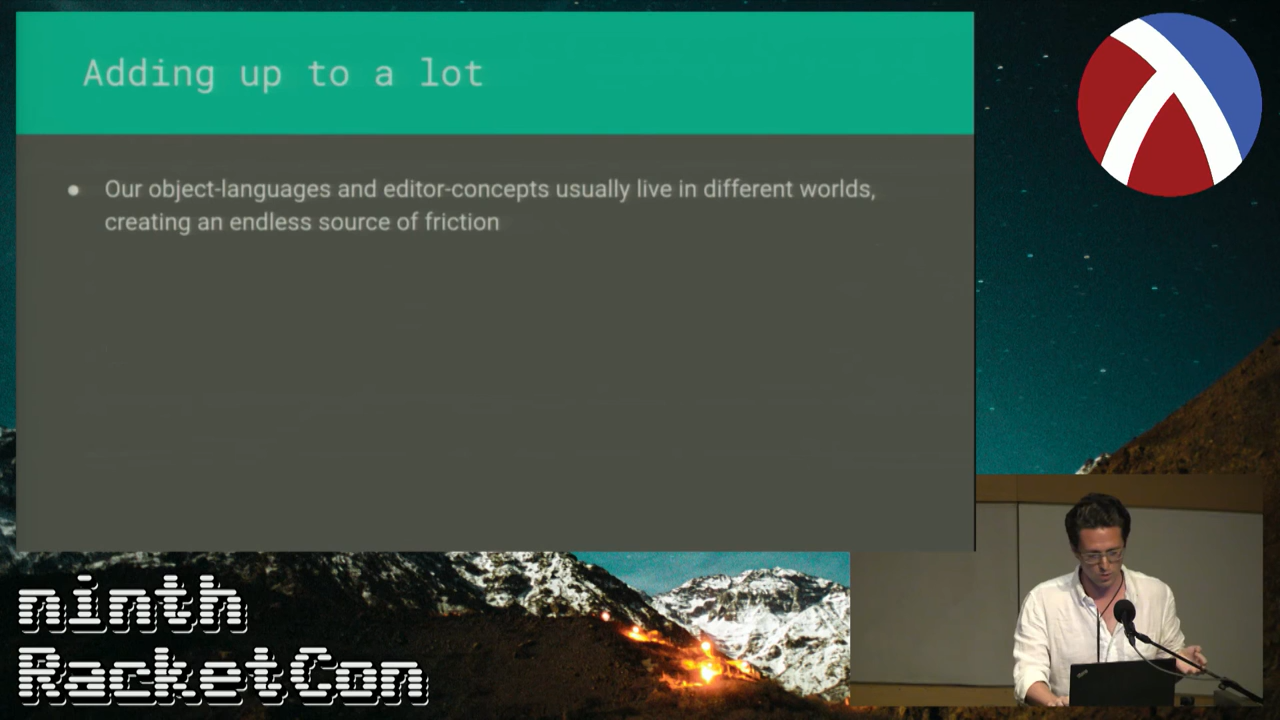 Adding up to a lot
Our object-languages and editor-concepts usually live in different worlds,
creating an endless source of friction
ninth
RacketCon